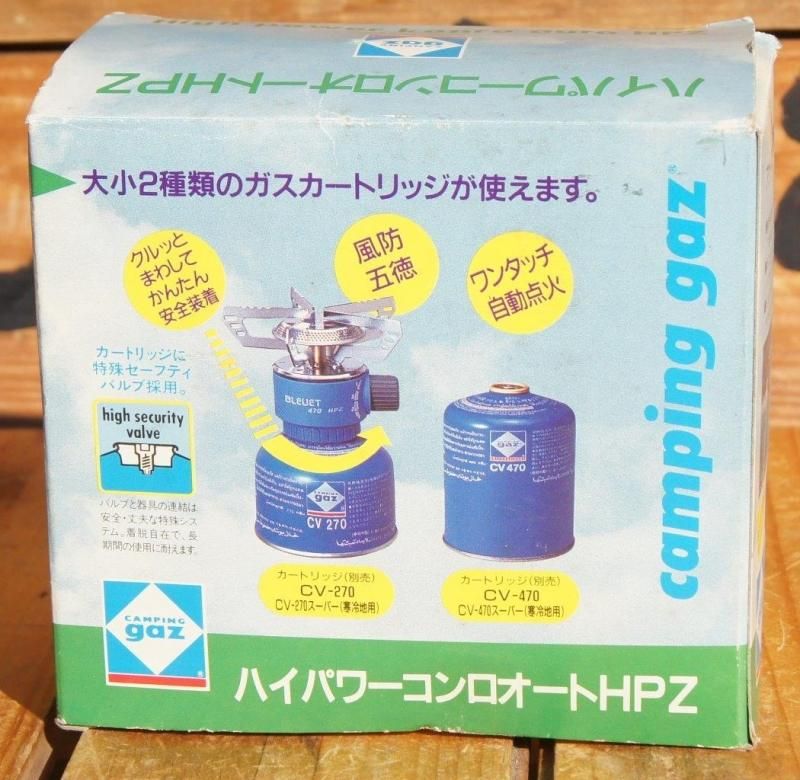 CAMPING
gaz
ハイパワーコンロオートHPZ
大小2種類のガスカートリッジが使えます。
camping gaz®
クルッと
まわして
かんたん
安全装着
風防
五徳
ワンタッチ
自動点火
カートリッジに
特殊セーフティ
バルブ採用。
high security
valve
バルブと器具の連結は
安全・丈夫な特殊シス
テム。着脱自在で、長
期間の使用に耐えます。
BLEUET
470 HPZ
CAMPING
gaz
CV 270
gaz
CV 470
カートリッジ(別売)
CV-270
CV-270スーパー(寒冷地用)
カートリッジ(別売)
CV-470
CV-470スーパー(寒冷地用)
CAMPING
gaz®
ハイパワーコンロオートHPZ